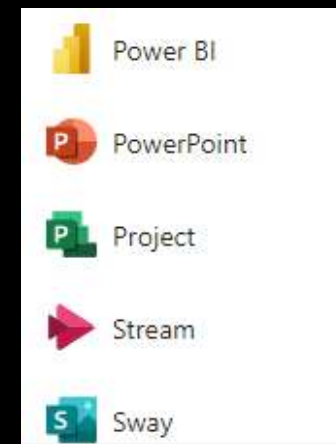 Power BI
P PowerPoint
P Project
Stream
S Sway